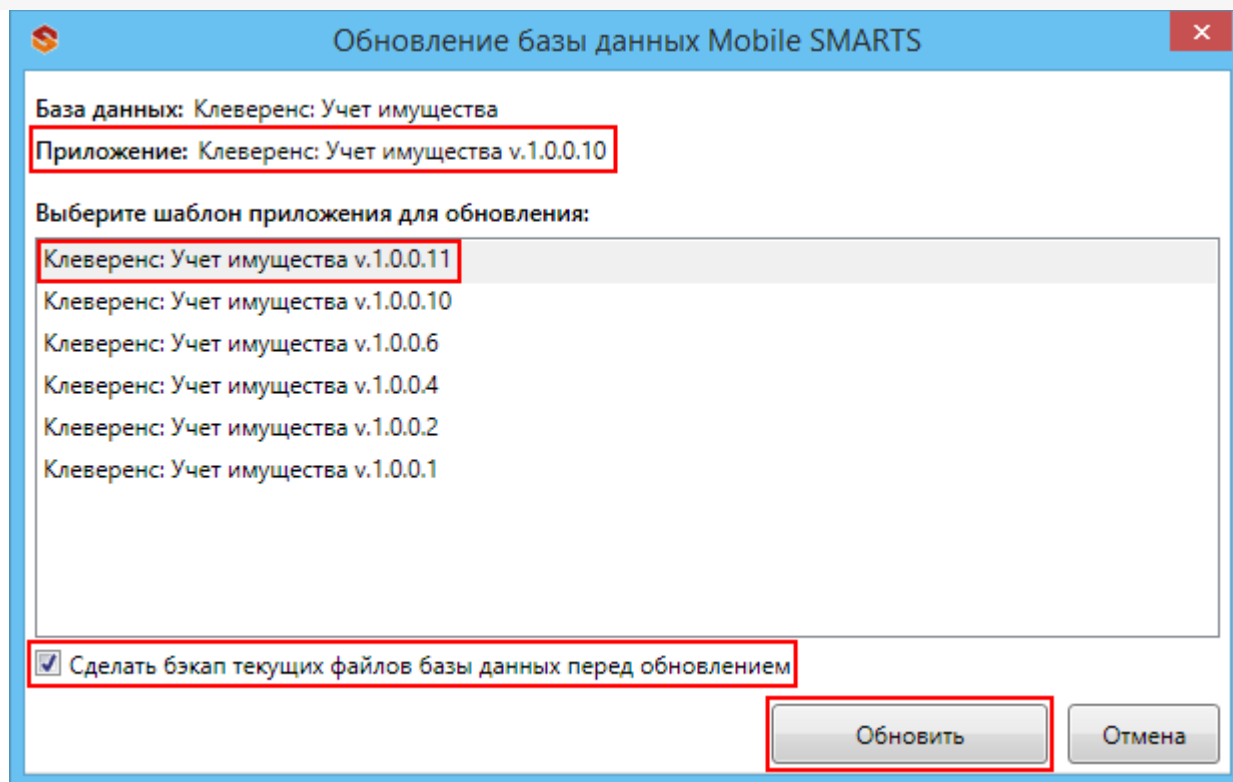 Обновление базы данных Mobile SMARTS
База данных: Клеверенс: Учет имущества
Приложение: Клеверенс: Учет имущества v.1.0.0.10
Выберите шаблон приложения для обновления:
Клеверенс: Учет имущества v.1.0.0.11
Клеверенс: Учет имущества v.1.0.0.10
Клеверенс: Учет имущества v.1.0.0.6
Клеверенс: Учет имущества v.1.0.0.4
Клеверенс: Учет имущества v.1.0.0.2
Клеверенс: Учет имущества v.1.0.0.1
Сделать бэкап текущих файлов базы данных перед обновлением
Обновить Отмена